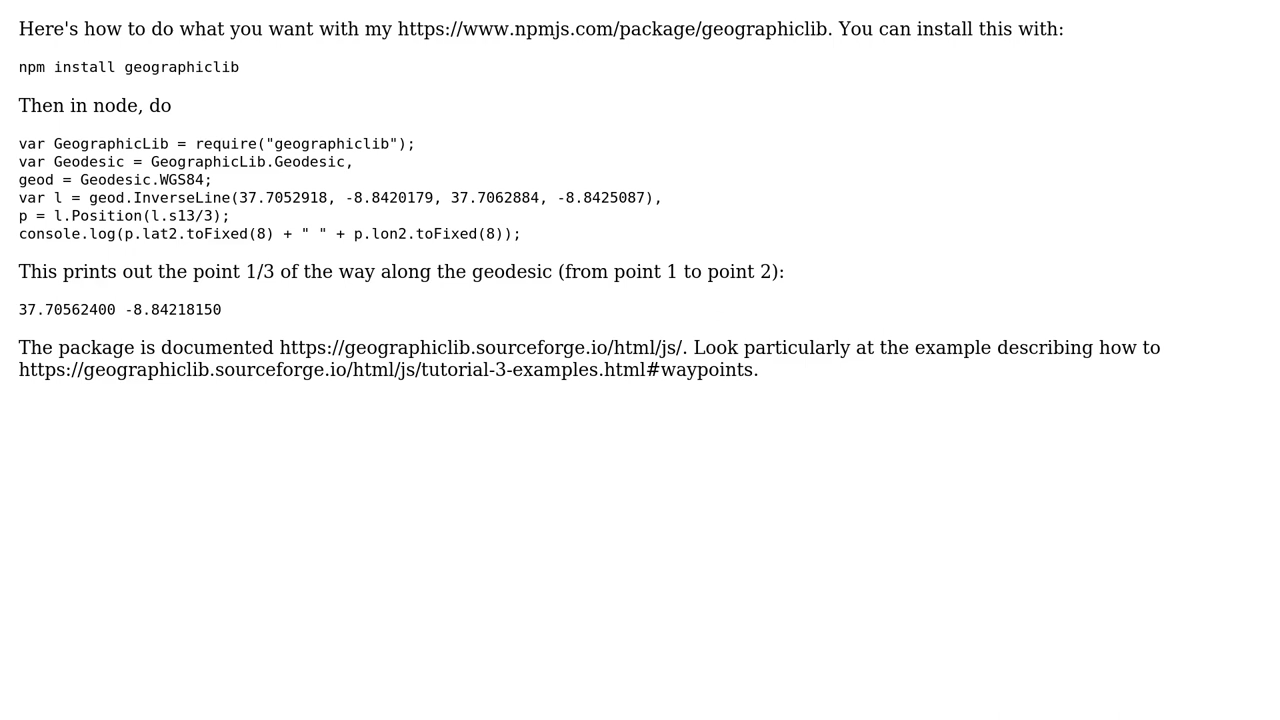 Here's how to do what you want with my https://www.npmjs.com/package/geographiclib. You can install this with:
npm install geographiclib
Then in node, do
var GeographicLib = require("geographiclib");
var Geodesic = GeographicLib.Geodesic,
geod = Geodesic.WGS84;
var l = geod.InverseLine(37.7052918, -8.8420179, 37.7062884, -8.8425087),
p = l.Position(l.s13/3);
console.log(p.lat2.toFixed(8) + " " + p.lon2.toFixed(8));
This prints out the point 1/3 of the way along the geodesic (from point 1 to point 2):
37.70562400 -8.84218150
The package is documented https://geographiclib.sourceforge.io/html/js/. Look particularly at the example describing how to
https://geographiclib.sourceforge.io/html/js/tutorial-3-examples.html#waypoints.